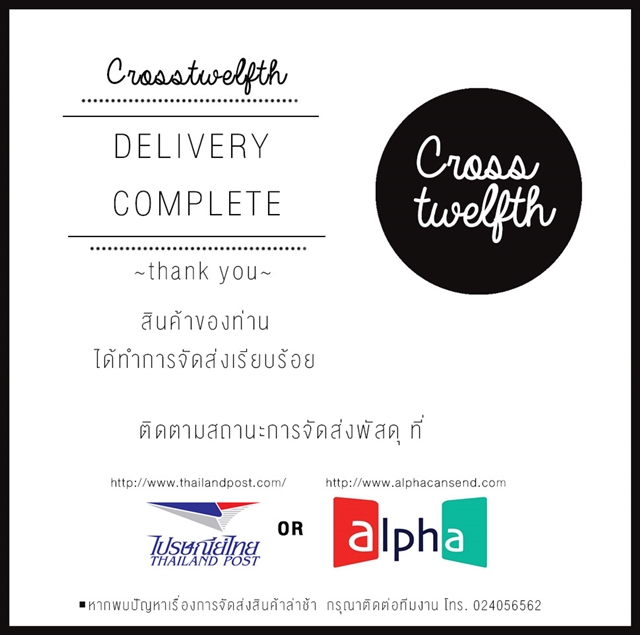 Crosstwelfth
DELIVERY
COMPLETE
~thank you~
Cross
twelfth
สินค้าของท่าน
ได้ทำการจัดส่งเรียบร้อย
ติดตามสถานะการจัดส่งพัสดุ ที่
http://www.thailandpost.com/
http://www.alphacansend.com
ไปรษณีย์ไทย
THAILAND POST
OR
alpha
หากพบปัญหาเรื่องการจัดส่งสินค้าล่าช้า กรุณาติดต่อทีมงาน โทร. 024056562